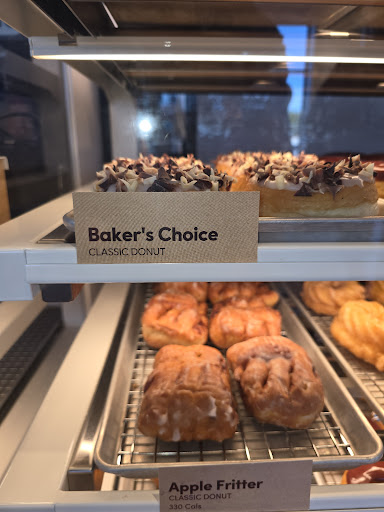 Baker's Choice
CLASSIC DONUT
Apple Fritter
CLASSIC DONUT
330 Cals